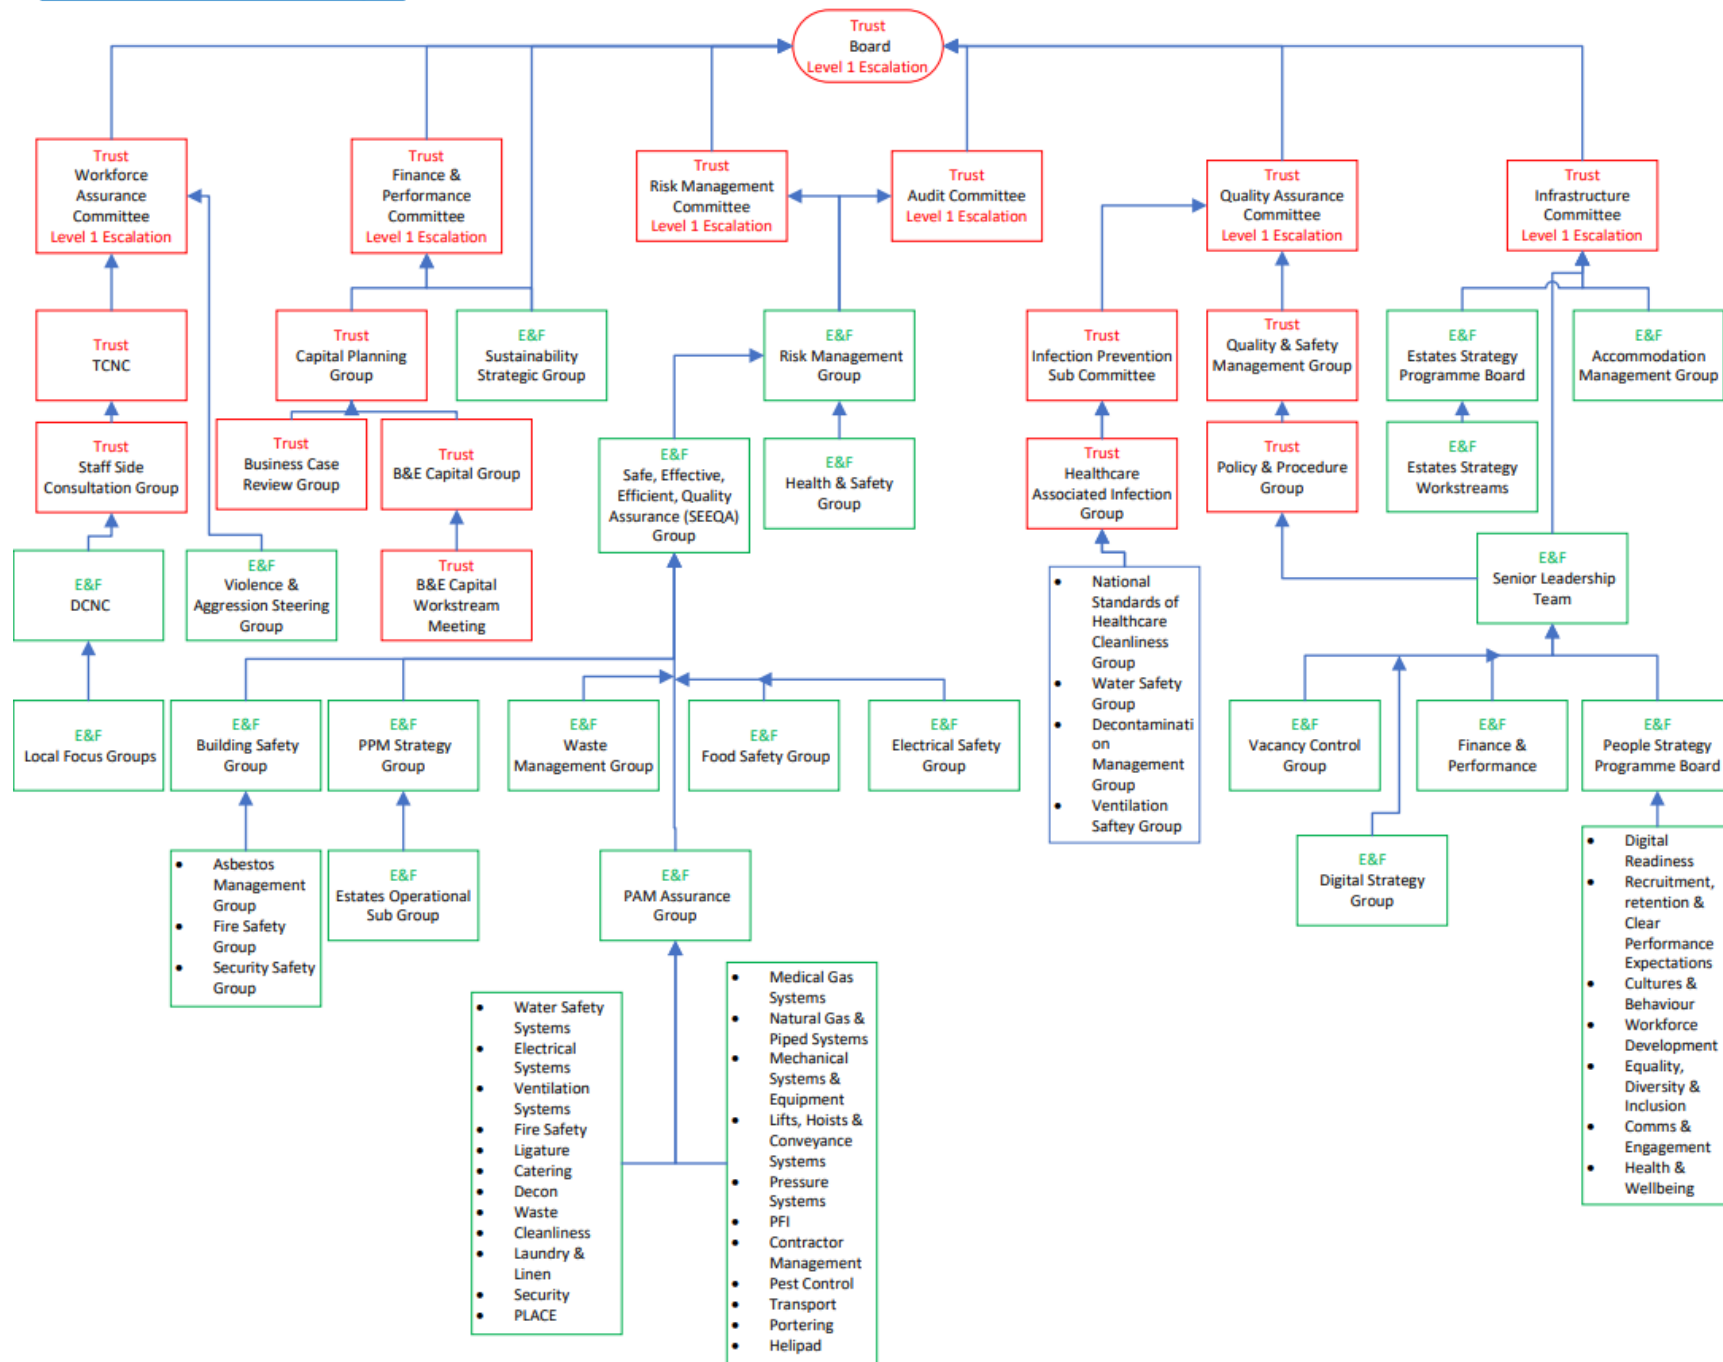 Trust
Board
Level 1 Escalation
Trust
Workforce
Assurance
Committee
Level 1 Escalation
Trust
Finance &
Performance
Committee
Level 1 Escalation
Trust
Risk Management
Committee
Level 1 Escalation
Trust
Audit Committee
Level 1 Escalation
Trust
Quality Assurance
Committee
Level 1 Escalation
Trust
Infrastructure
Committee
Level 1 Escalation
Trust
TCNC
Trust
Capital Planning
Group
E&F
Sustainability
Strategic Group
E&F
Risk Management
Group
Trust
Infection Prevention
Sub Committee
Trust
Quality & Safety
Management Group
E&F
Estates Strategy
Programme Board
E&F
Accommodation
Management Group
Trust
Staff Side
Consultation Group
Trust
Business Case
Review Group
Trust
B&E Capital Group
E&F
Safe, Effective,
Efficient, Quality
Assurance (SEEQA)
Group
E&F
Health & Safety
Group
Trust
Healthcare
Associated Infection
Group
Trust
Policy & Procedure
Group
E&F
Estates Strategy
Workstreams
E&F
DCNC
E&F
Violence &
Aggression Steering
Group
Trust
B&E Capital
Workstream
Meeting
• National
Standards of
Healthcare
Cleanliness
Group
• Water Safety
Group
• Decontaminati
on
Management
Group
• Ventilation
Saftey Group
E&F
Senior Leadership
Team
E&F
Local Focus Groups
E&F
Building Safety
Group
E&F
PPM Strategy
Group
E&F
Waste
Management Group
E&F
Food Safety Group
E&F
Electrical Safety
Group
E&F
Vacancy Control
Group
E&F
Finance &
Performance
E&F
People Strategy
Programme Board
• Asbestos
Management
Group
• Fire Safety
Group
• Security Safety
Group
E&F
Estates Operational
Sub Group
E&F
PAM Assurance
Group
E&F
Digital Strategy
Group
• Digital
Readiness
• Recruitment,
retention &
Clear
Performance
Expectations
• Cultures &
Behaviour
• Workforce
Development
• Equality,
Diversity &
Inclusion
• Comms &
Engagement
• Health &
Wellbeing
• Water Safety
Systems
• Electrical
Systems
• Ventilation
Systems
• Fire Safety
• Ligature
• Catering
• Decon
• Waste
• Cleanliness
• Laundry &
Linen
• Security
• PLACE
• Medical Gas
Systems
• Natural Gas &
Piped Systems
• Mechanical
Systems &
Equipment
• Lifts, Hoists &
Conveyance
Systems
• Pressure
Systems
• PFI
• Contractor
Management
• Pest Control
• Transport
• Portering
• Helipad